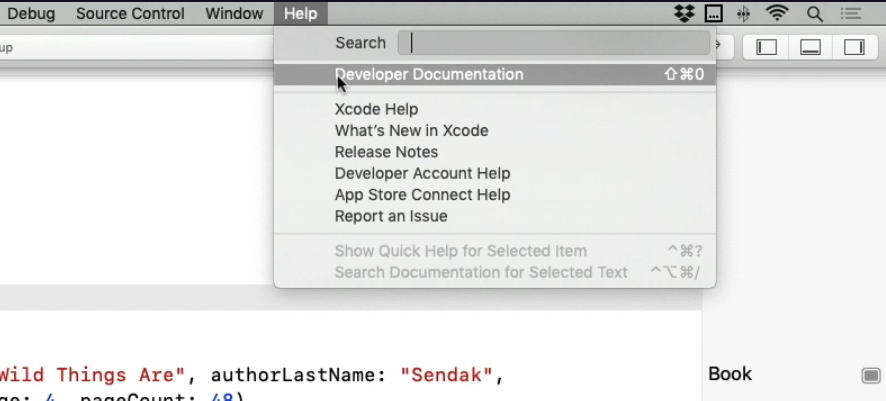 Debug Source Control Window Help
up
Search
Developer Documentation ⇧⌘0
Xcode Help
What's New in Xcode
Release Notes
Developer Account Help
App Store Connect Help
Report an Issue
Show Quick Help for Selected Item ^⌘?
Search Documentation for Selected Text ^⌥⌘/
Wild Things Are", authorLastName: "Sendak",
Book
ge: 4, pageCount: 48)